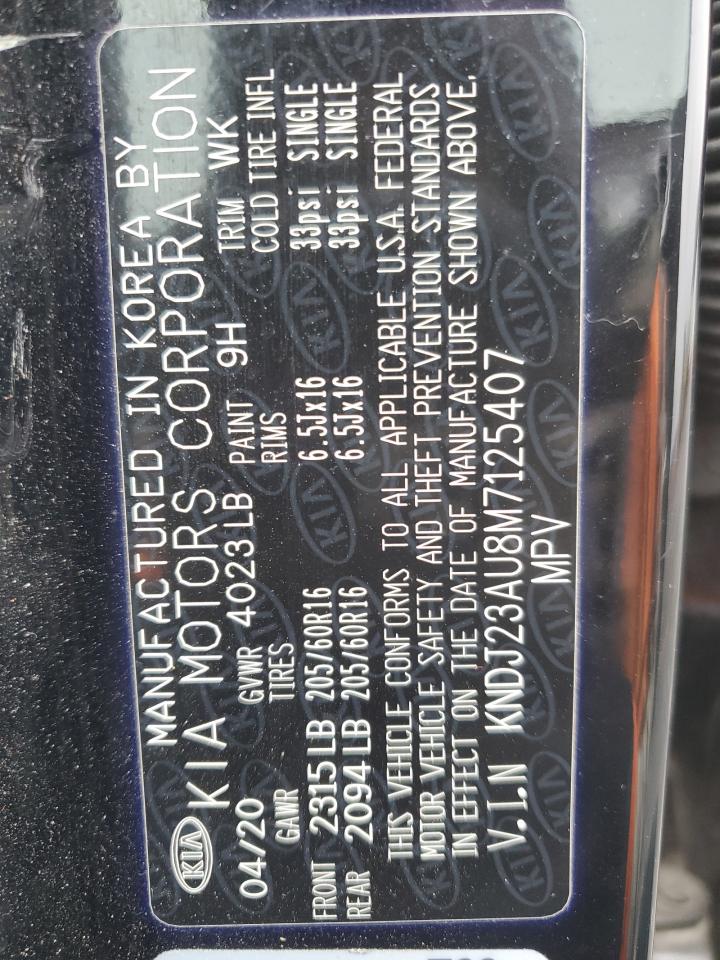 MANUFACTURED IN KOREA BY
KIA KIA MOTORS CORPORATION
04/20 GVWR 4023LB PAINT 9H TRIM WK
GAWR TIRES RIMS COLD TIRE INFL
FRONT 2315LB 205/60R16 6.5Jx16 33psi SINGLE
REAR 2094LB 205/60R16 6.5Jx16 33psi SINGLE
THIS VEHICLE CONFORMS TO ALL APPLICABLE U.S.A. FEDERAL
MOTOR VEHICLE SAFETY AND THEFT PREVENTION STANDARDS
IN EFFECT ON THE DATE OF MANUFACTURE SHOWN ABOVE.
V.I.N KNDJ23AU8M7125407
MPV